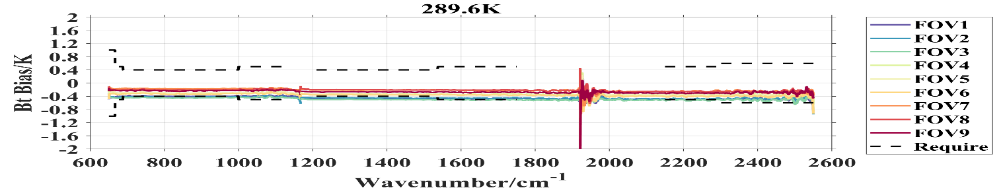 289.6K
Bt Bias/K
2
1.6
1.2
0.8
0.4
0
-0.4
-0.8
-1.2
-1.6
-2
600 800 1000 1200 1400 1600 1800 2000 2200 2400 2600
Wavenumber/cm⁻¹
FOV1
FOV2
FOV3
FOV4
FOV5
FOV6
FOV7
FOV8
FOV9
Require